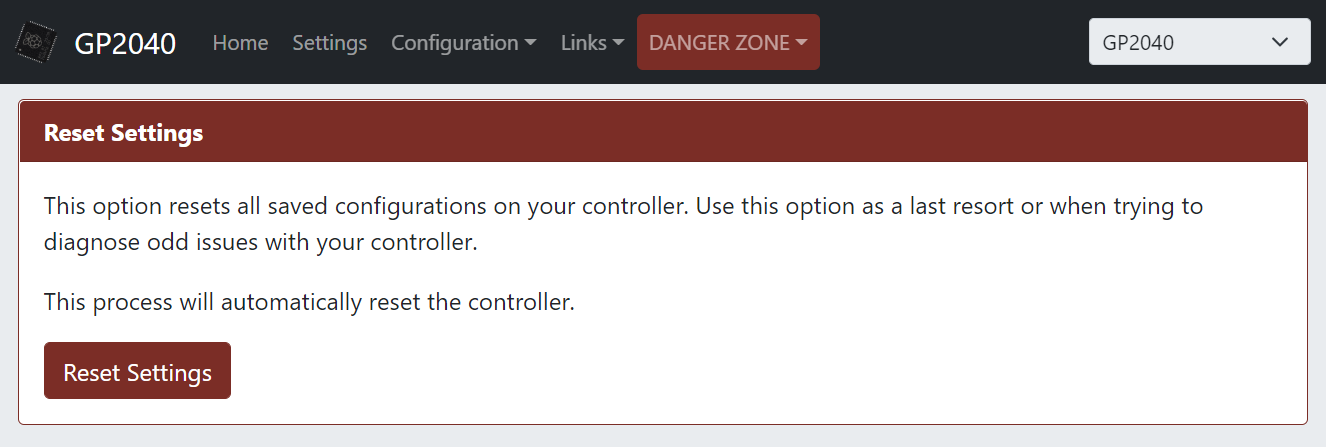 GP2040 Home Settings Configuration Links DANGER ZONE GP2040
Reset Settings
This option resets all saved configurations on your controller. Use this option as a last resort or when trying to
diagnose odd issues with your controller.
This process will automatically reset the controller.
Reset Settings